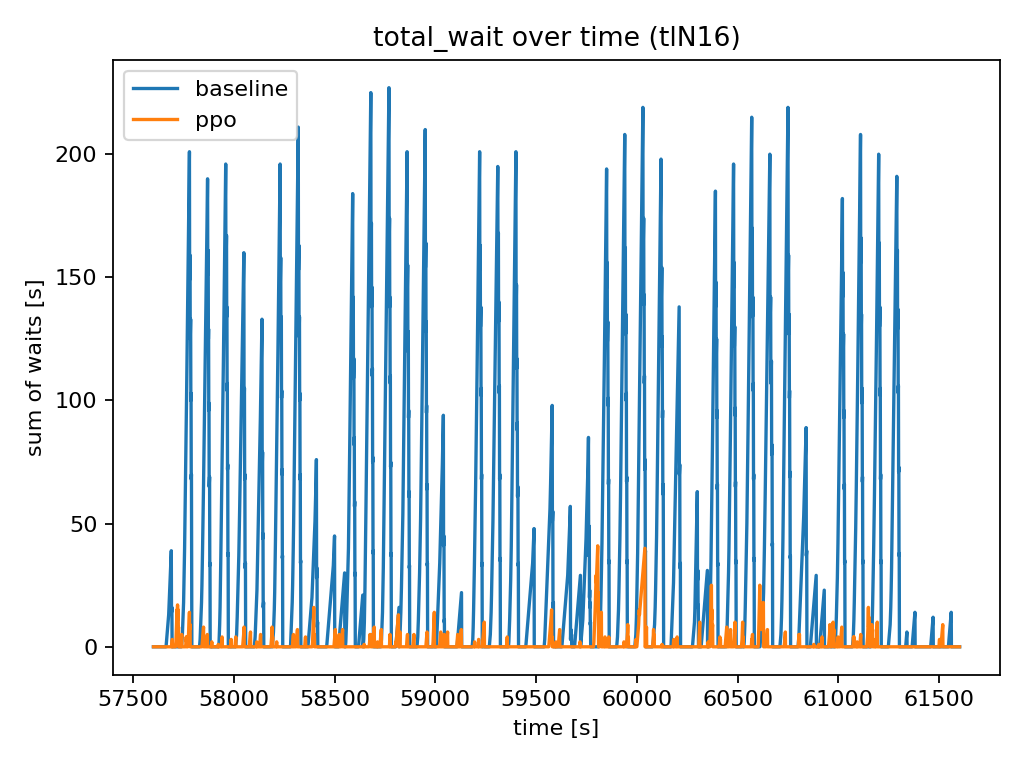 total_wait over time (tlN16)
baseline
ppo
sum of waits [s]
200
150
100
50
0
57500 58000 58500 59000 59500 60000 60500 61000 61500
time [s]